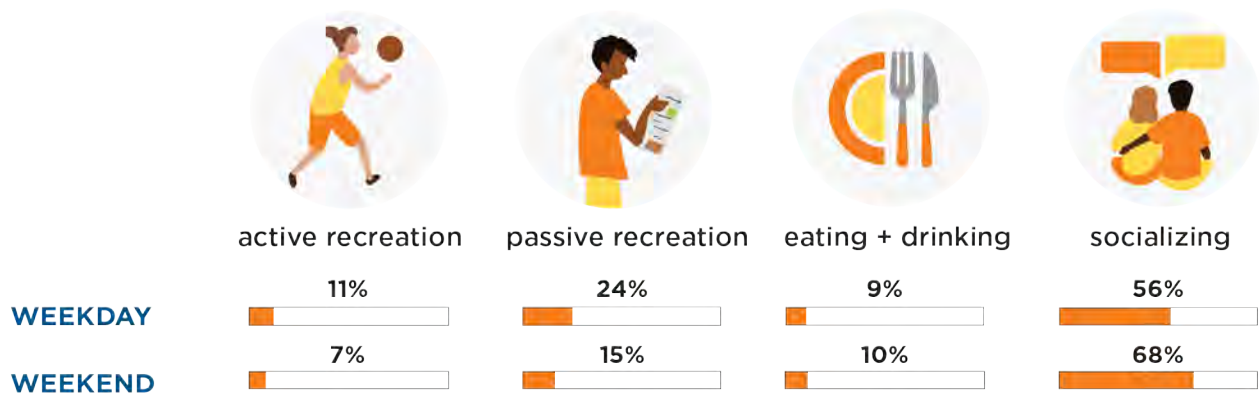 active recreation passive recreation eating + drinking socializing
11% 24% 9% 56%
WEEKDAY
7% 15% 10% 68%
WEEKEND